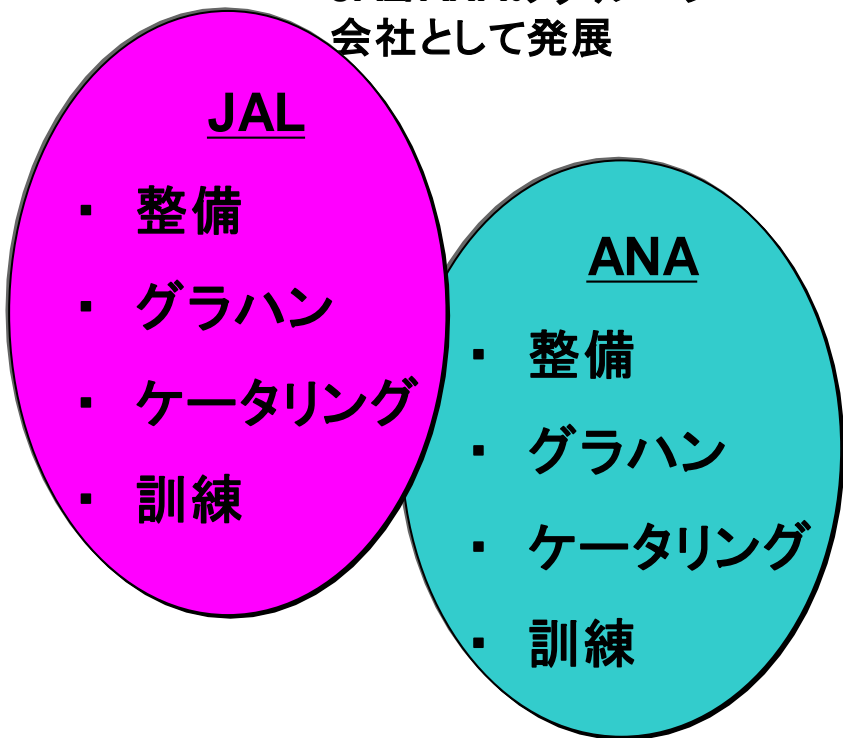 会社として発展
JAL
▪ 整備
▪ グラハン
▪ ケータリング
▪ 訓練
ANA
▪ 整備
▪ グラハン
▪ ケータリング
▪ 訓練